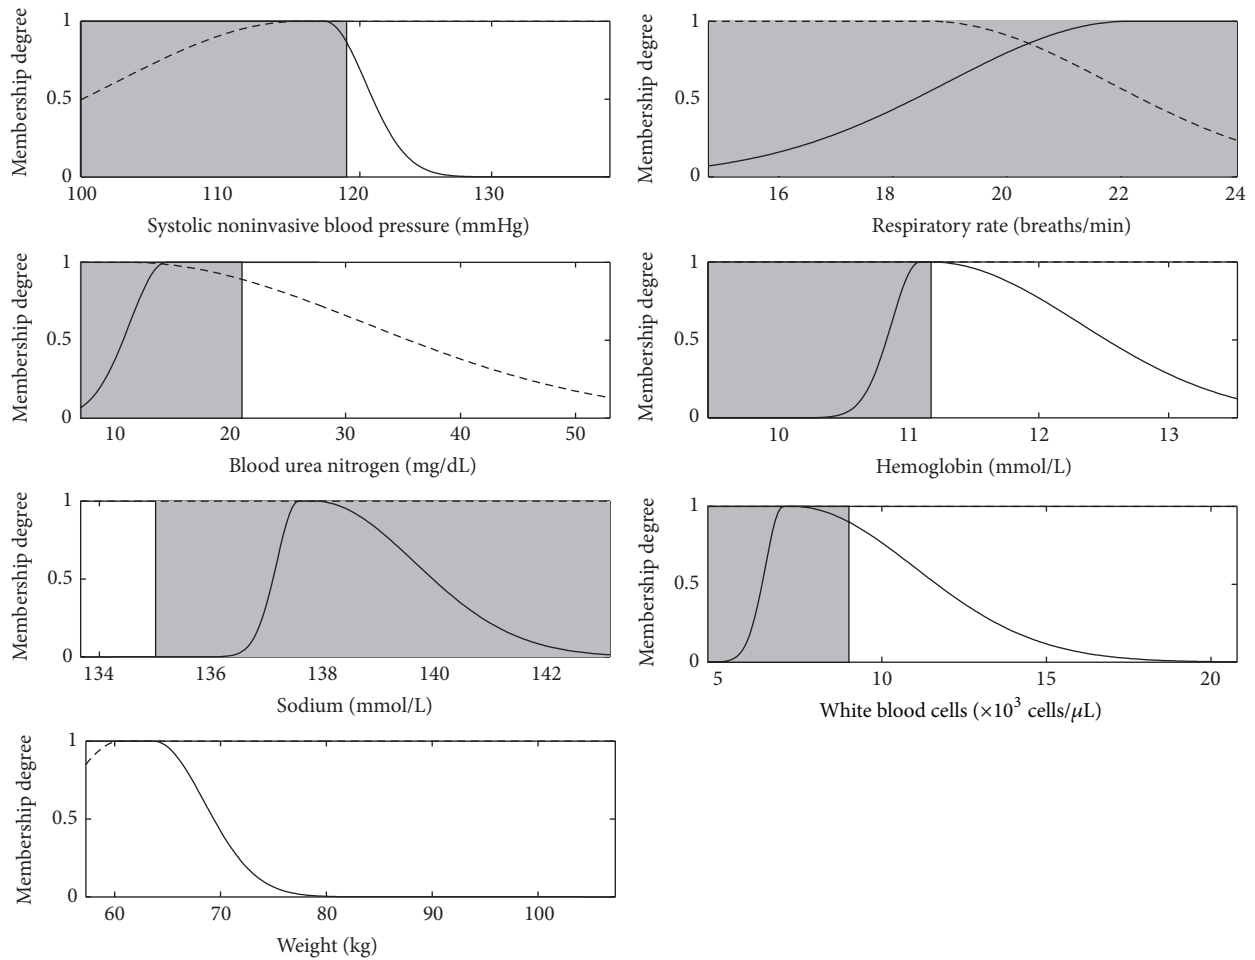 Membership degree
1
0.5
0
100 110 120 130
Systolic noninvasive blood pressure (mmHg)
Membership degree
1
0.5
0
16 18 20 22 24
Respiratory rate (breaths/min)
Membership degree
1
0.5
0
10 20 30 40 50
Blood urea nitrogen (mg/dL)
Membership degree
1
0.5
0
10 11 12 13
Hemoglobin (mmol/L)
Membership degree
1
0.5
0
134 136 138 140 142
Sodium (mmol/L)
Membership degree
1
0.5
0
5 10 15 20
White blood cells (×10³ cells/μL)
Membership degree
1
0.5
0
60 70 80 90 100
Weight (kg)